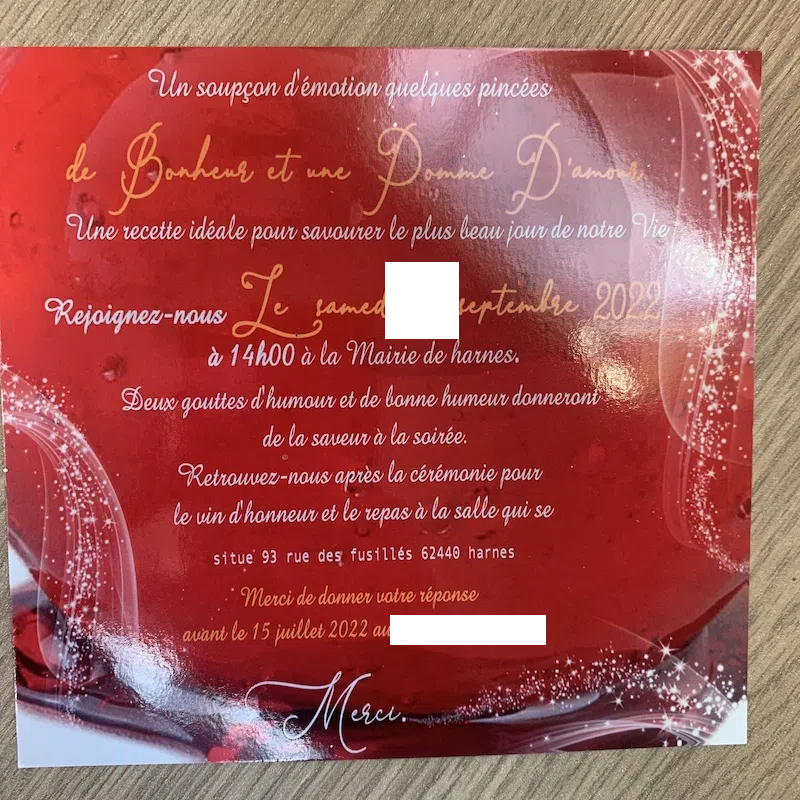 Un soupçon d'émotion quelques pincées
de Bonheur et une Pomme D'amour
Une recette idéale pour savourer le plus beau jour de notre Vie
Rejoignez-nous Le samed septembre 2022
à 14h00 à la Mairie de harnes.
Deux gouttes d'humour et de bonne humeur donneront
de la saveur à la soirée.
Retrouvez-nous après la cérémonie pour
le vin d'honneur et le repas à la salle qui se
situe 93 rue des fusillés 62440 harnes
Merci de donner votre réponse
avant le 15 juillet 2022 au
Merci.